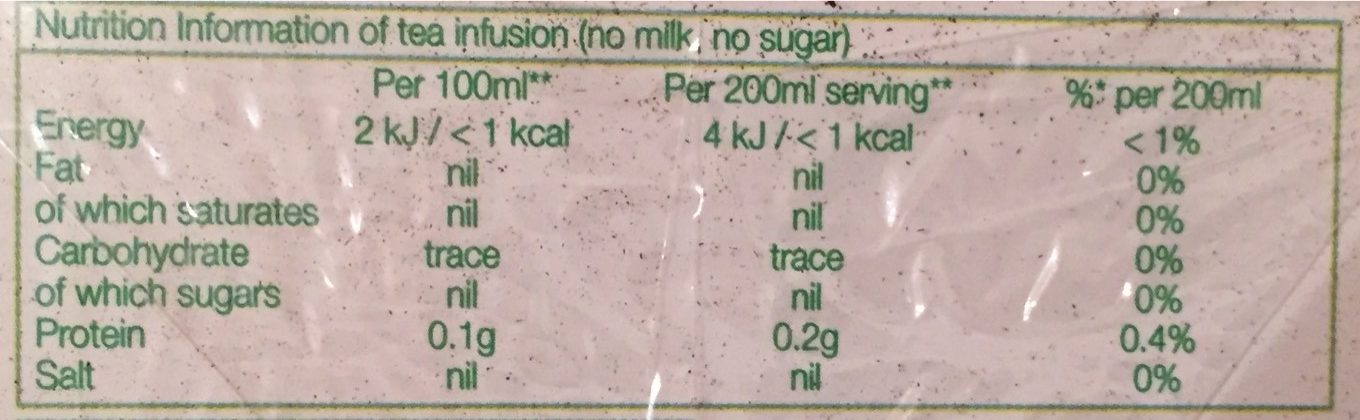 Nutrition Information of tea infusion (no milk, no sugar)
Per 100ml** Per 200ml serving** %* per 200ml
Energy 2 kJ / < 1 kcal 4 kJ / < 1 kcal < 1%
Fat nil nil 0%
of which saturates nil nil 0%
Carbohydrate trace trace 0%
of which sugars nil nil 0%
Protein 0.1g 0.2g 0.4%
Salt nil nil 0%